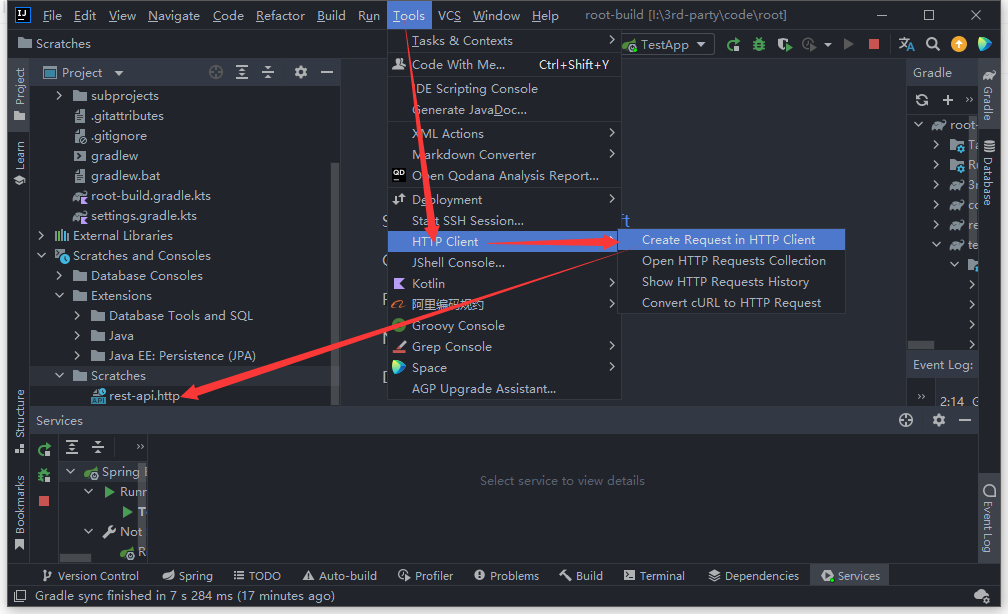 File Edit View Navigate Code Refactor Build Run Tools VCS Window Help root-build [I:\3rd-party\code\root]
Scratches
TestApp
Project
Project
Learn
Structure
Bookmarks
subprojects
.gitattributes
.gitignore
gradlew
gradlew.bat
root-build.gradle.kts
settings.gradle.kts
External Libraries
Scratches and Consoles
Database Consoles
Extensions
Database Tools and SQL
Java
Java EE: Persistence (JPA)
Scratches
rest-api.http
Tasks & Contexts
Code With Me... Ctrl+Shift+Y
IDE Scripting Console
Generate JavaDoc...
XML Actions
Markdown Converter
QD Open Qodana Analysis Report...
Deployment
Start SSH Session...
HTTP Client
JShell Console...
Kotlin
阿里编码规约
Groovy Console
Grep Console
Space
AGP Upgrade Assistant...
Create Request in HTTP Client
Open HTTP Requests Collection
Show HTTP Requests History
Convert cURL to HTTP Request
Gradle
root-
Gradle
Database
Event Log:
2:14
Event Log
Services
Spring
Runn
Not
Select service to view details
Version Control Spring TODO Auto-build Profiler Problems Build Terminal Dependencies Services
Gradle sync finished in 7 s 284 ms (17 minutes ago)